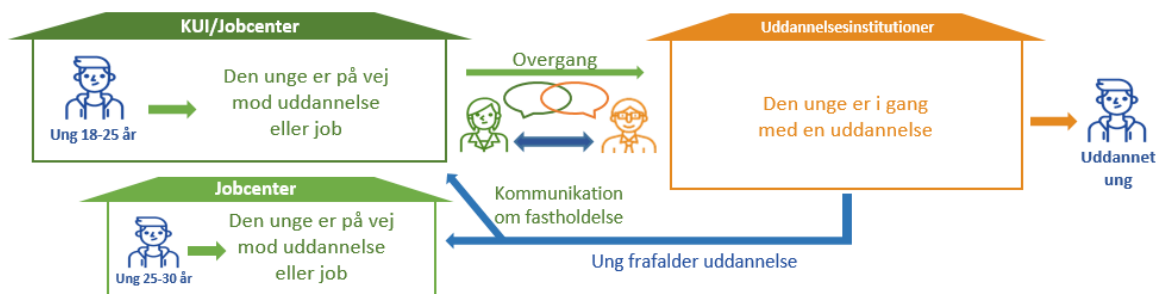 KUI/Jobcenter
Den unge er på vej
mod uddannelse
eller job
Ung 18-25 år
Overgang
Uddannelsesinstitutioner
Den unge er i gang
med en uddannelse
Uddannet
ung
Jobcenter
Den unge er på vej
mod uddannelse
eller job
Ung 25-30 år
Kommunikation
om fastholdelse
Ung frafalder uddannelse